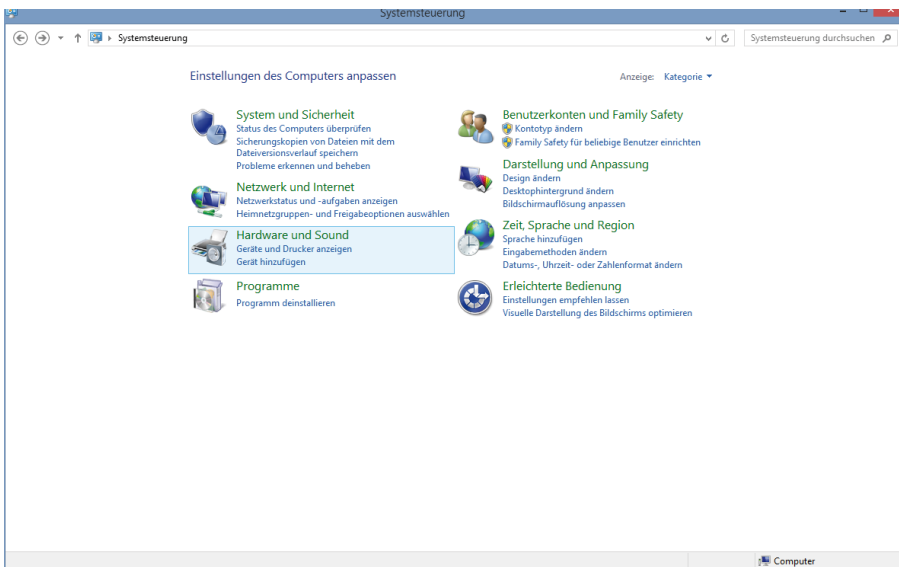 Systemsteuerung
Systemsteuerung
Systemsteuerung durchsuchen
Einstellungen des Computers anpassen
Anzeige: Kategorie
System und Sicherheit
Status des Computers überprüfen
Sicherungskopien von Dateien mit dem
Dateiversionsverlauf speichern
Probleme erkennen und beheben
Netzwerk und Internet
Netzwerkstatus und -aufgaben anzeigen
Heimnetzgruppen- und Freigabeoptionen auswählen
Hardware und Sound
Geräte und Drucker anzeigen
Gerät hinzufügen
Programme
Programm deinstallieren
Benutzerkonten und Family Safety
Kontotyp ändern
Family Safety für beliebige Benutzer einrichten
Darstellung und Anpassung
Design ändern
Desktophintergrund ändern
Bildschirmauflösung anpassen
Zeit, Sprache und Region
Sprache hinzufügen
Eingabemethoden ändern
Datums-, Uhrzeit- oder Zahlenformat ändern
Erleichterte Bedienung
Einstellungen empfehlen lassen
Visuelle Darstellung des Bildschirms optimieren
Computer